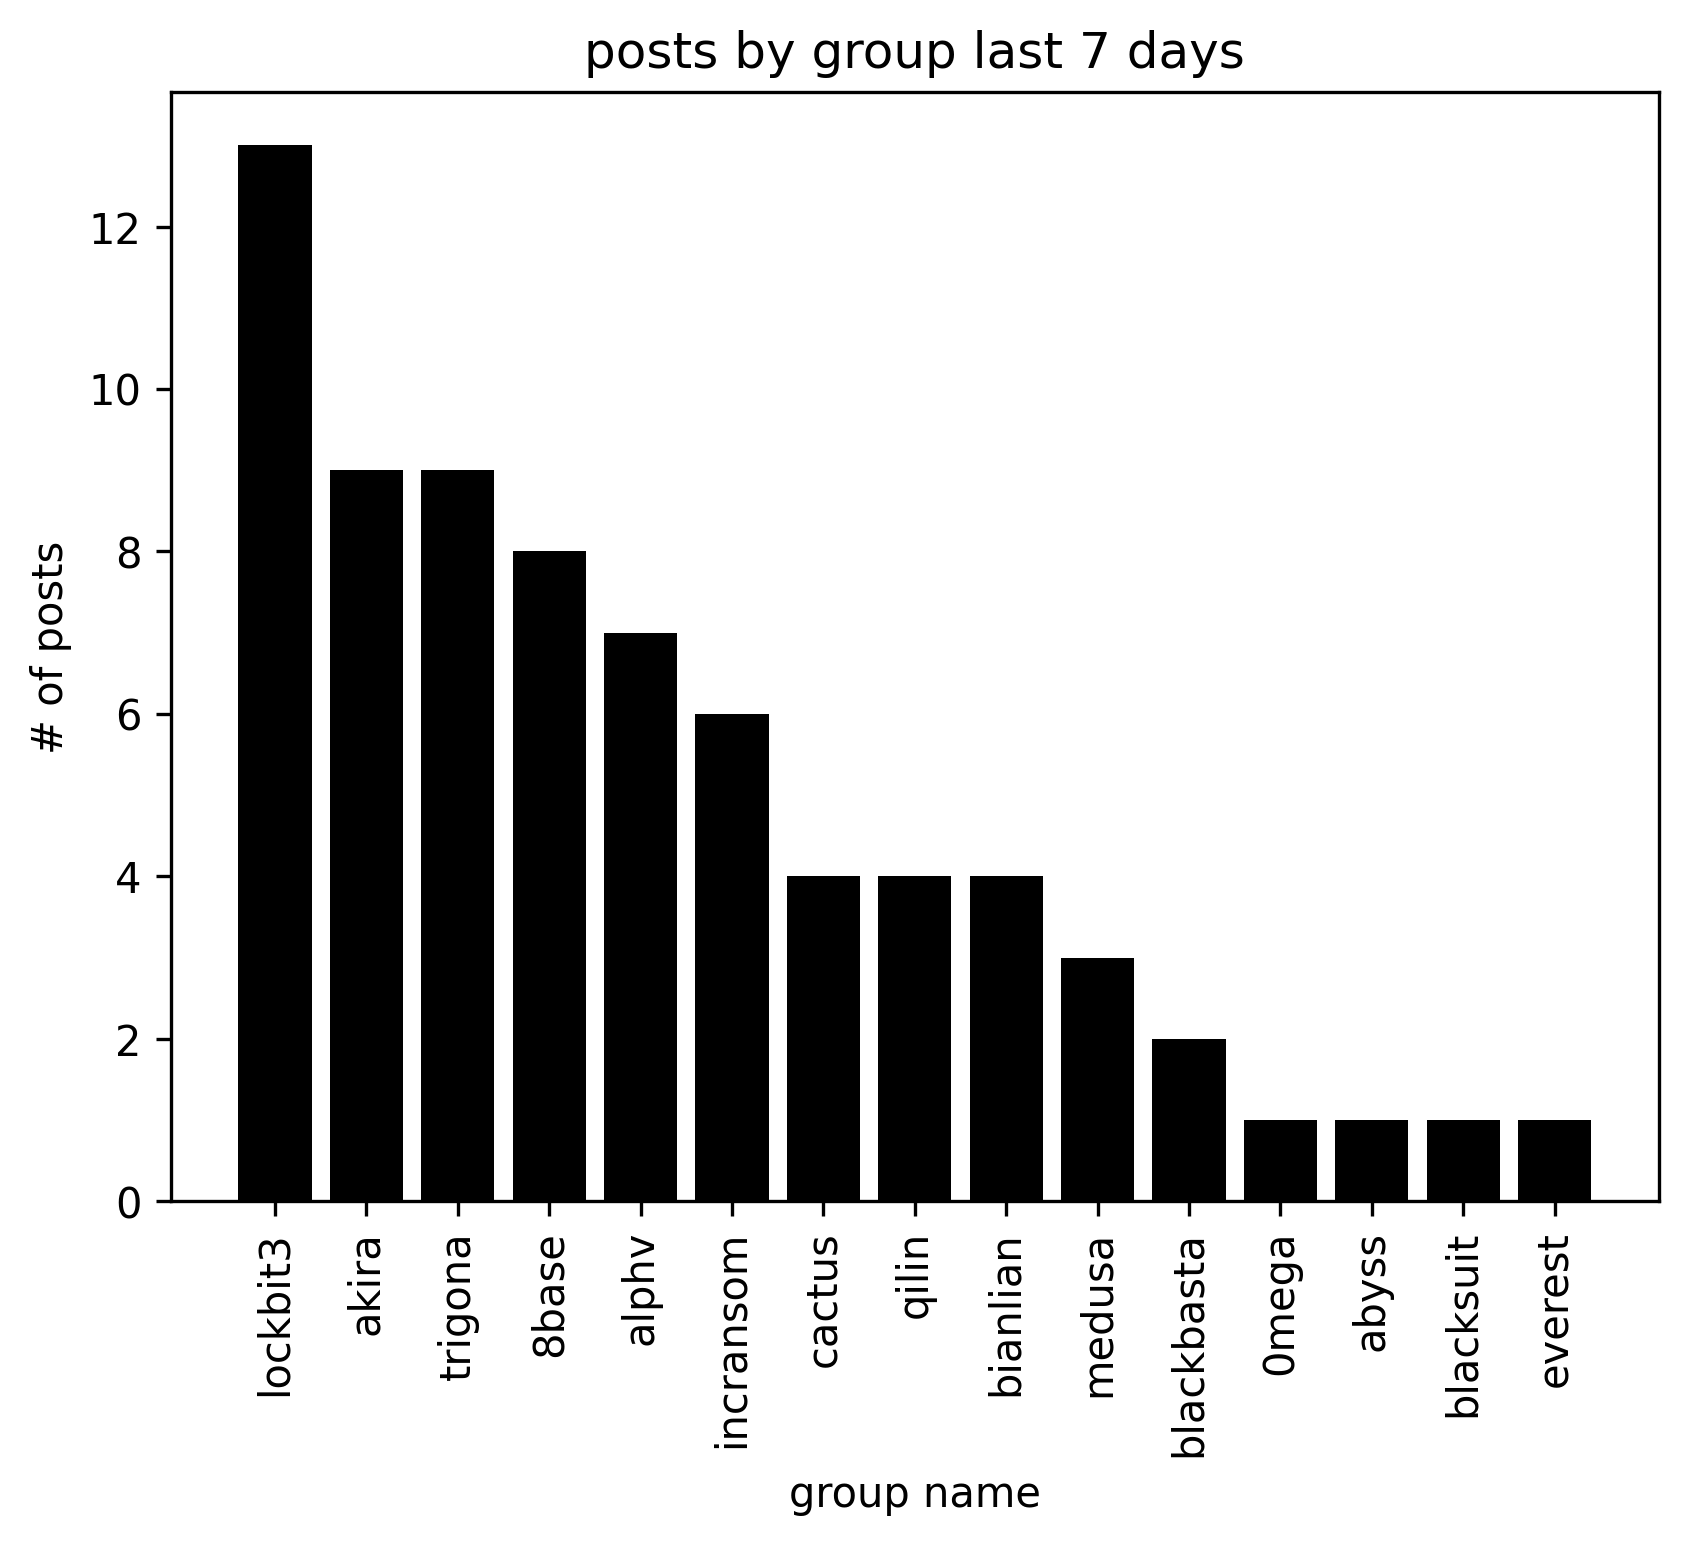 posts by group last 7 days
# of posts
12
10
8
6
4
2
0
lockbit3
akira
trigona
8base
alphv
incransom
cactus
qilin
bianlian
medusa
blackbasta
0mega
abyss
blacksuit
everest
group name